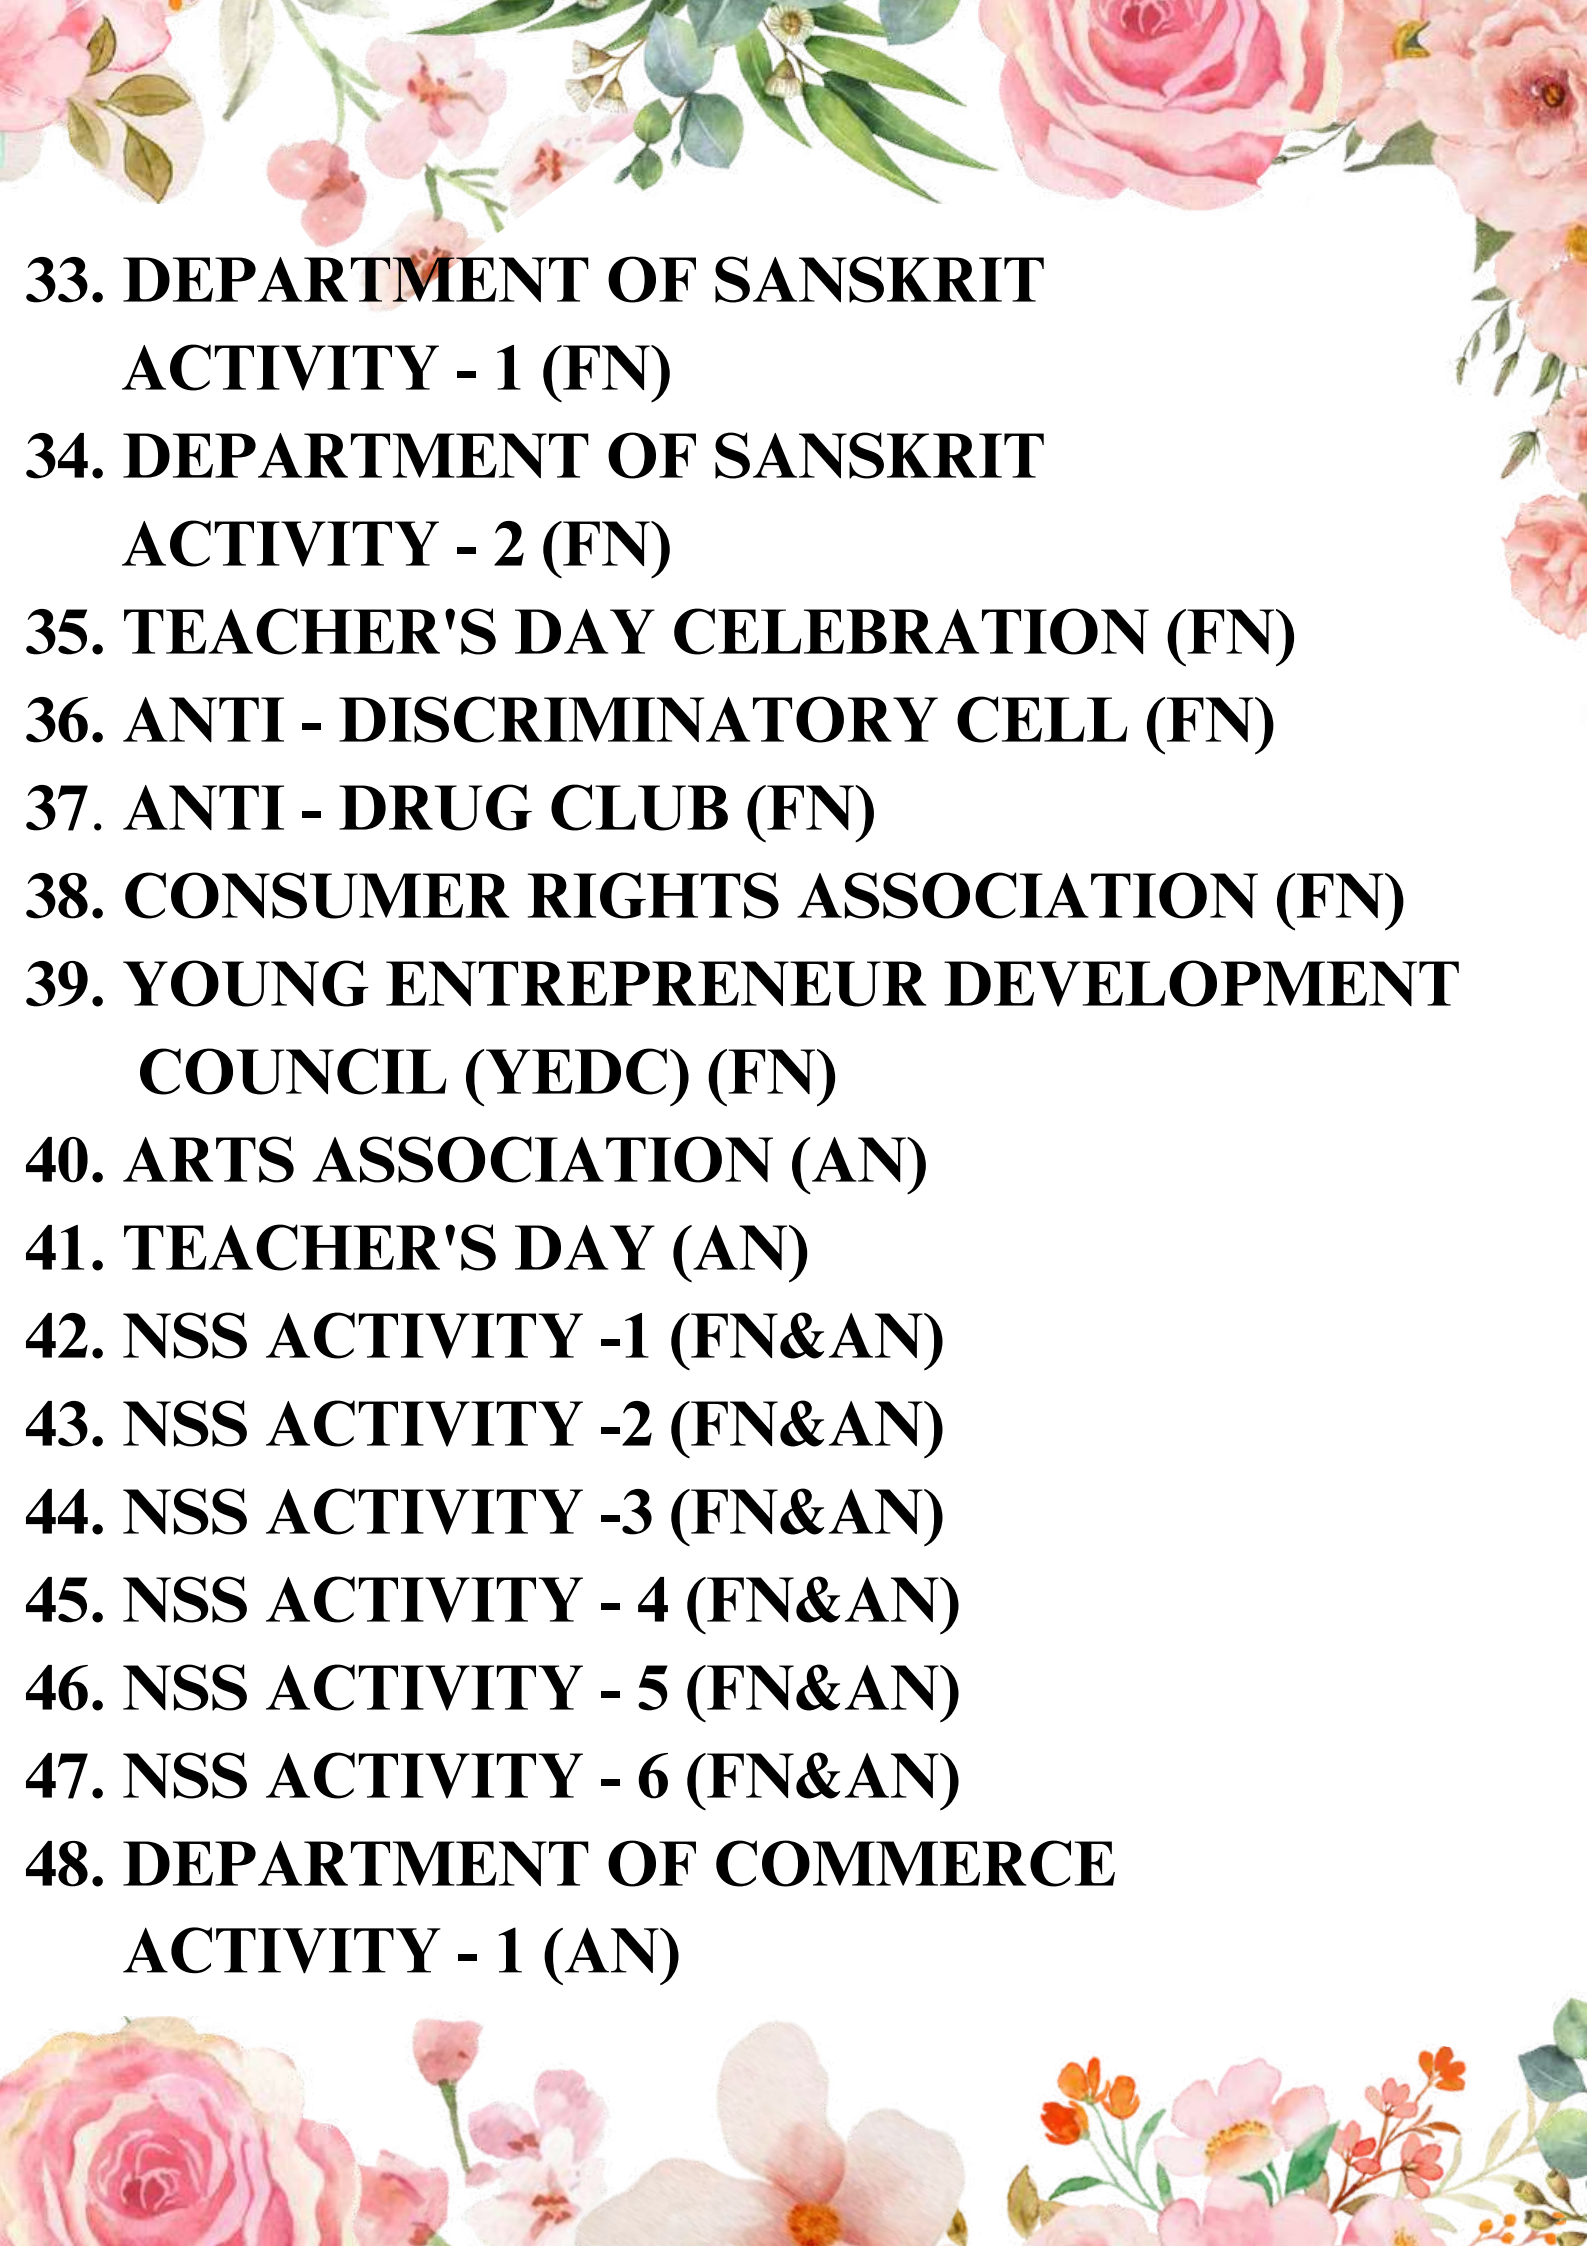 33. DEPARTMENT OF SANSKRIT
ACTIVITY - 1 (FN)
34. DEPARTMENT OF SANSKRIT
ACTIVITY - 2 (FN)
35. TEACHER'S DAY CELEBRATION (FN)
36. ANTI - DISCRIMINATORY CELL (FN)
37. ANTI - DRUG CLUB (FN)
38. CONSUMER RIGHTS ASSOCIATION (FN)
39. YOUNG ENTREPRENEUR DEVELOPMENT
COUNCIL (YEDC) (FN)
40. ARTS ASSOCIATION (AN)
41. TEACHER'S DAY (AN)
42. NSS ACTIVITY -1 (FN&AN)
43. NSS ACTIVITY -2 (FN&AN)
44. NSS ACTIVITY -3 (FN&AN)
45. NSS ACTIVITY - 4 (FN&AN)
46. NSS ACTIVITY - 5 (FN&AN)
47. NSS ACTIVITY - 6 (FN&AN)
48. DEPARTMENT OF COMMERCE
ACTIVITY - 1 (AN)